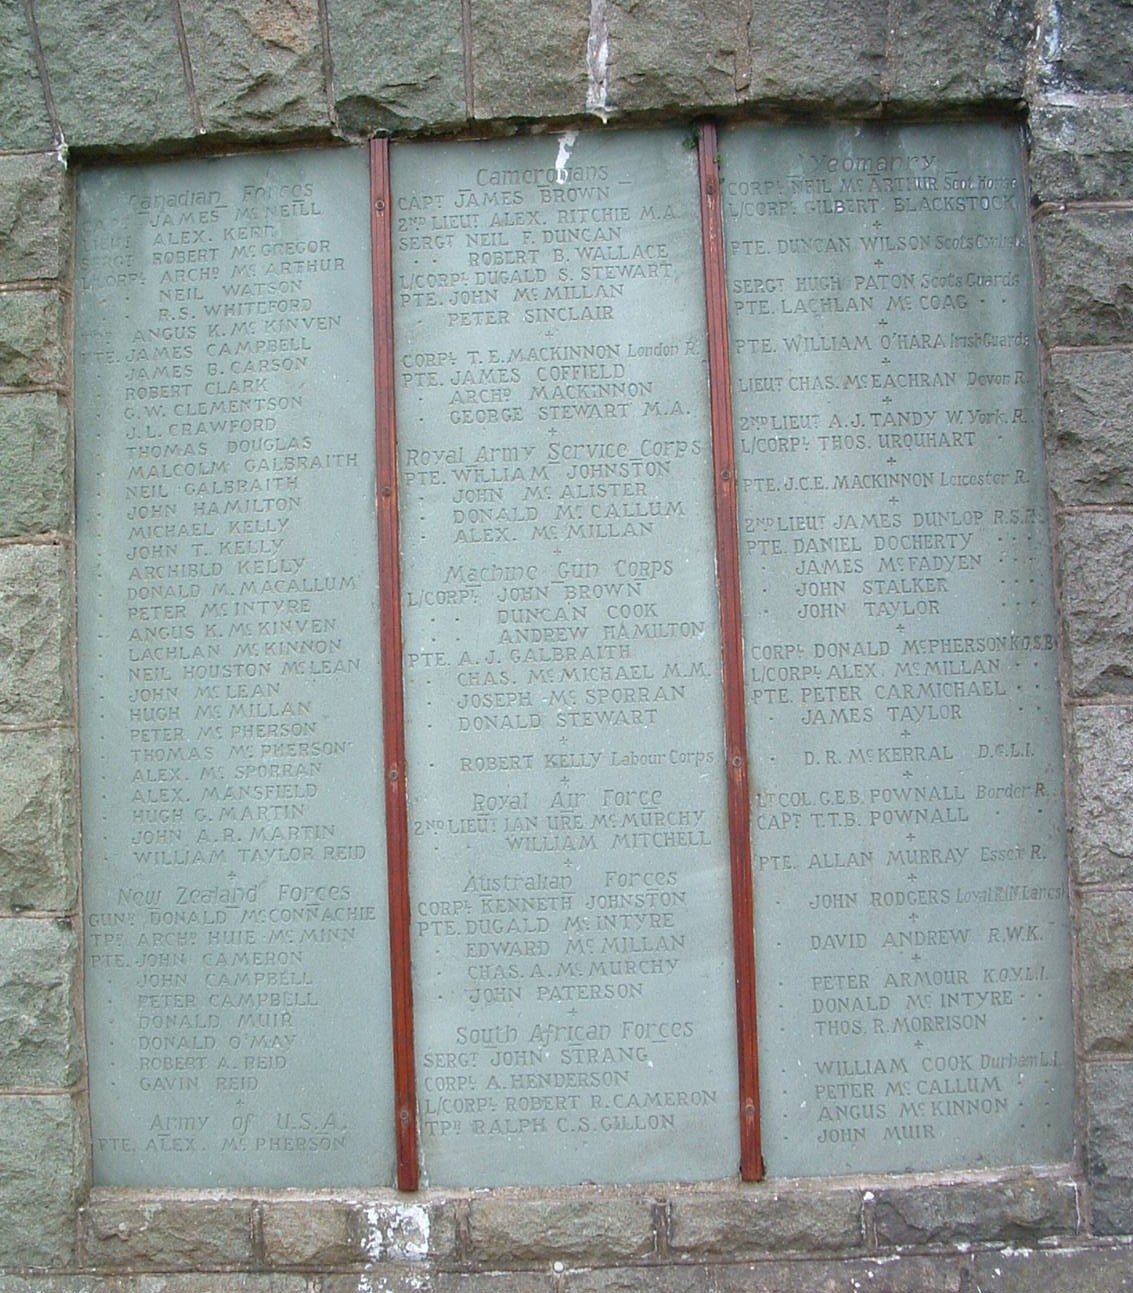 Canadian Forces
JAMES McNEILL
LIEUT ALEX. KERR
SERGT ROBERT McGREGOR
L/CORPL ARCHD McARTHUR
NEIL WATSON
R.S. WHITEFORD
ANGUS K. McKINVEN
PTE. JAMES CAMPBELL
JAMES B. CARSON
ROBERT CLARK
G.W. CLEMENTSON
J.L. CRAWFORD
THOMAS DOUGLAS
MALCOLM GALBRAITH
NEIL GALBRAITH
JOHN HAMILTON
MICHAEL KELLY
JOHN T. KELLY
ARCHIBLD KELLY
DONALD M. MACALLUM
PETER McINTYRE
ANGUS K. McKINVEN
LACHLAN McKINNON
NEIL HOUSTON McLEAN
JOHN McLEAN
HUGH McMILLAN
PETER McPHERSON
THOMAS McPHERSON
ALEX. McSPORRAN
ALEX. MANSFIELD
HUGH G. MARTIN
JOHN A.R. MARTIN
WILLIAM TAYLOR REID
New Zealand Forces
GUNR DONALD McCONNACHIE
TPR ARCHD HUIE McMINN
PTE. JOHN CAMERON
JOHN CAMPBELL
PETER CAMPBELL
DONALD MUIR
DONALD O'MAY
ROBERT A. REID
GAVIN REID
Army of U.S.A.
PTE. ALEX. McPHERSON
Camerodians
CAPT JAMES BROWN
2ND LIEUT ALEX. RITCHIE M.A.
SERGT NEIL F. DUNCAN
ROBERT B. WALLACE
L/CORPL DUGALD S. STEWART
PTE. JOHN McMILLAN
PETER SINCLAIR
CORPL T.E. MACKINNON London R.
PTE. JAMES COFFIELD
ARCHD MACKINNON
GEORGE STEWART M.A.
Royal Army Service Corps
PTE. WILLIAM JOHNSTON
JOHN McALISTER
DONALD McCALLUM
ALEX. McMILLAN
Machine Gun Corps
L/CORPL JOHN BROWN
DUNCAN COOK
ANDREW HAMILTON
PTE. A.J. GALBRAITH
CHAS. McMICHAEL M.M.
JOSEPH McSPORRAN
DONALD STEWART
ROBERT KELLY Labour Corps
Royal Air Force
2ND LIEUT IAN URE McMURCHY
WILLIAM MITCHELL
Australian Forces
CORPL KENNETH JOHNSTON
PTE. DUGALD McINTYRE
EDWARD McMILLAN
CHAS. A. McMURCHY
JOHN PATERSON
South African Forces
SERGT JOHN STRANG
CORPL A. HENDERSON
L/CORPL ROBERT R. CAMERON
TPR RALPH C.S. GILLON
Yeomanry
CORPL NEIL McARTHUR Scot. Horse
L/CORPL GILBERT BLACKSTOCK
PTE. DUNCAN WILSON Scots
SERGT HUGH PATON Scots Guards
PTE. LACHLAN McCOAG
PTE. WILLIAM O'HARA Irish Guards
LIEUT CHAS. McEACHRAN Devon R.
2ND LIEUT A.J. TANDY W. York. R.
L/CORPL THOS. URQUHART
PTE. J.C.E. MACKINNON Leicester R.
2ND LIEUT JAMES DUNLOP R.S.F.
PTE. DANIEL DOCHERTY
JAMES McFADYEN
JOHN STALKER
JOHN TAYLOR
CORPL DONALD McPHERSON K.O.S.B.
L/CORPL ALEX. McMILLAN
PTE. PETER CARMICHAEL
JAMES TAYLOR
D.R. McKERRAL D.C.L.I.
LT COL. G.E.B. POWNALL Border R.
CAPT T.T.B. POWNALL
PTE. ALLAN MURRAY Essex R.
JOHN RODGERS Loyal R.(N. Lancs)
DAVID ANDREW R.W.K.
PETER ARMOUR K.O.Y.L.I.
DONALD McINTYRE
THOS. R. MORRISON
WILLIAM COOK Durham L.I.
PETER McCALLUM
ANGUS McKINNON
JOHN MUIR